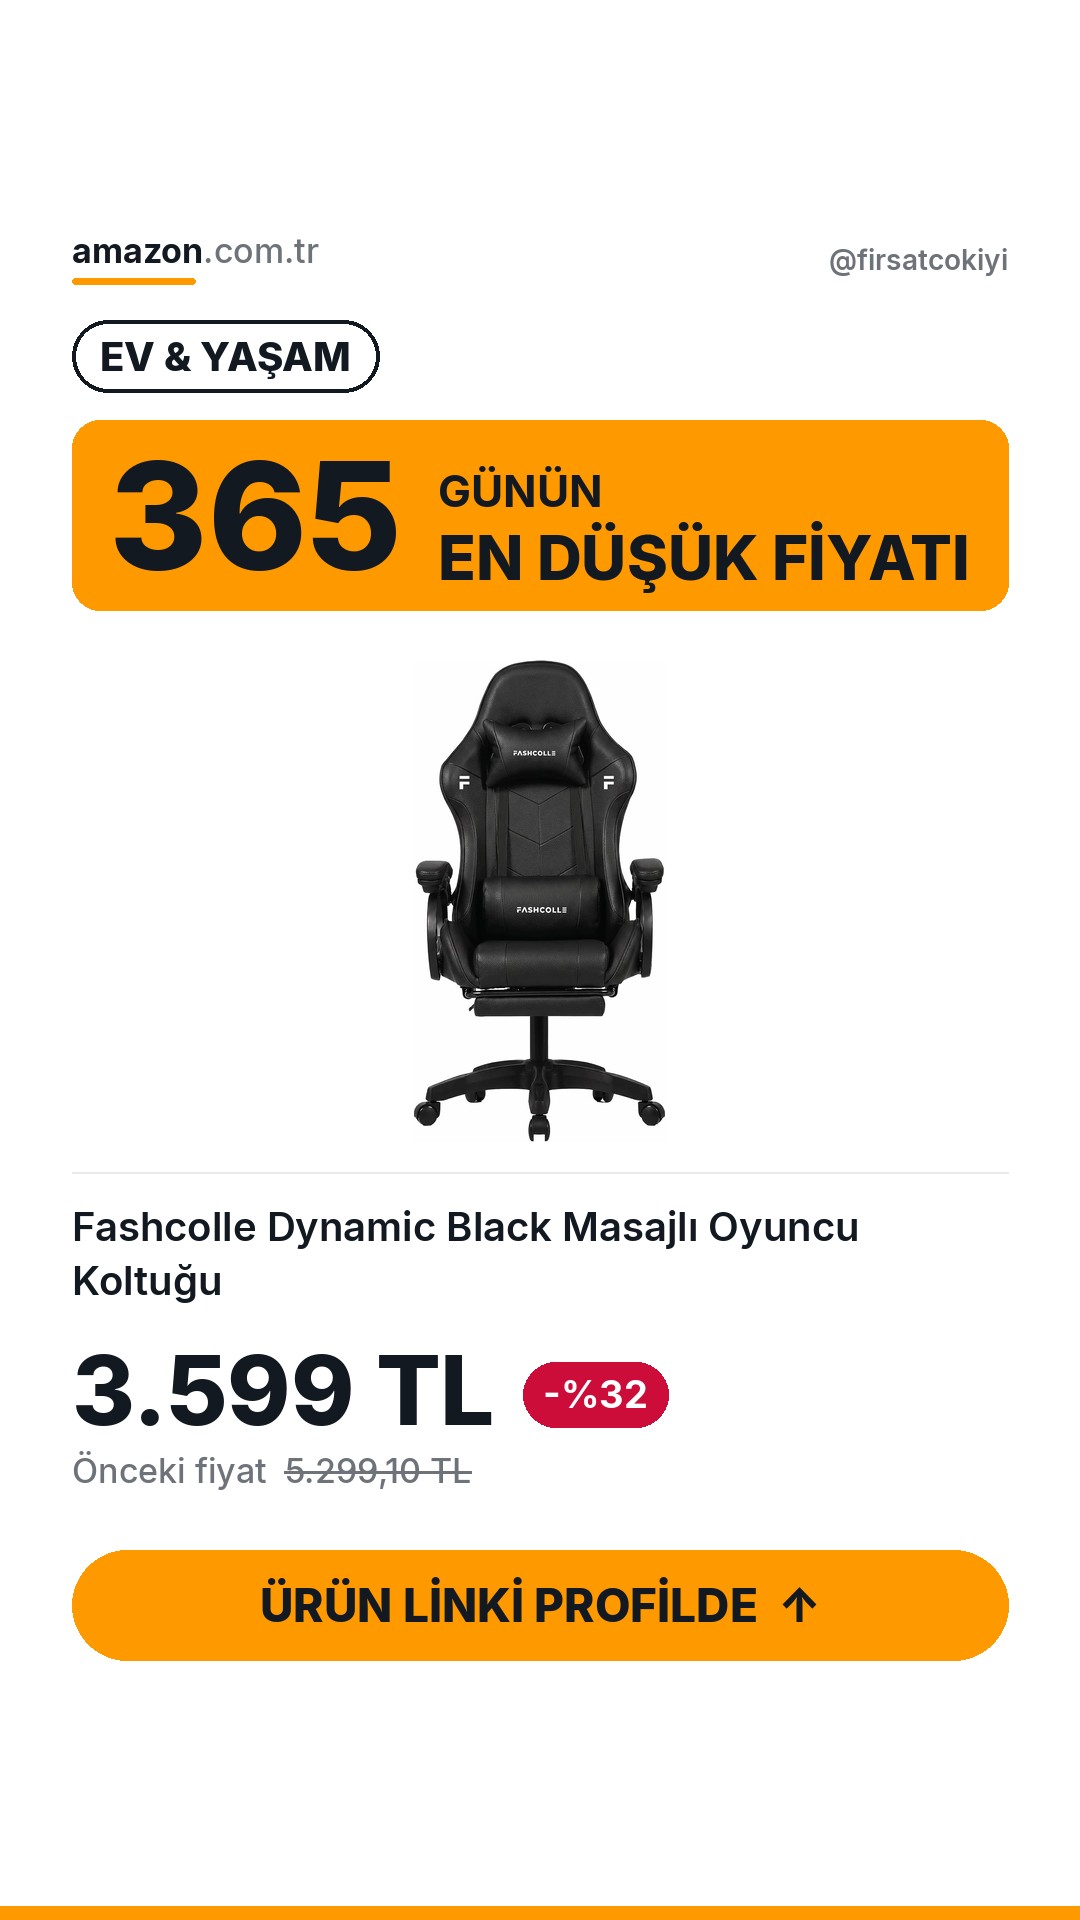 amazon.com.tr
@firsatcokiyi
EV & YAŞAM
365
GÜNÜN
EN DÜŞÜK FİYATI
FASHCOLLE
F F
FASHCOLLE
Fashcolle Dynamic Black Masajlı Oyuncu
Koltuğu
3.599 TL -%32
Önceki fiyat 5.299,10 TL
ÜRÜN LİNKİ PROFİLDE ↑